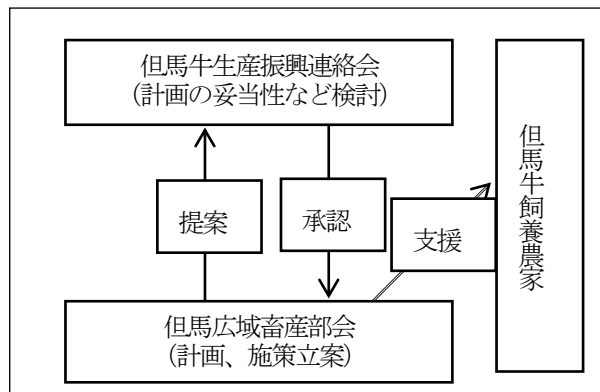 但馬牛生産振興連絡会
（計画の妥当性など検討）
提案
承認
支援
但馬牛飼養農家
但馬広域畜産部会
（計画、施策立案）